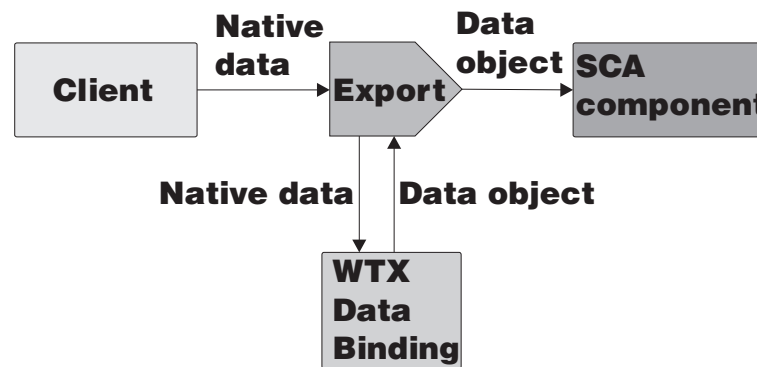 Native
data
Data
object
Client
Export
SCA
component
Native data
Data object
WTX
Data
Binding